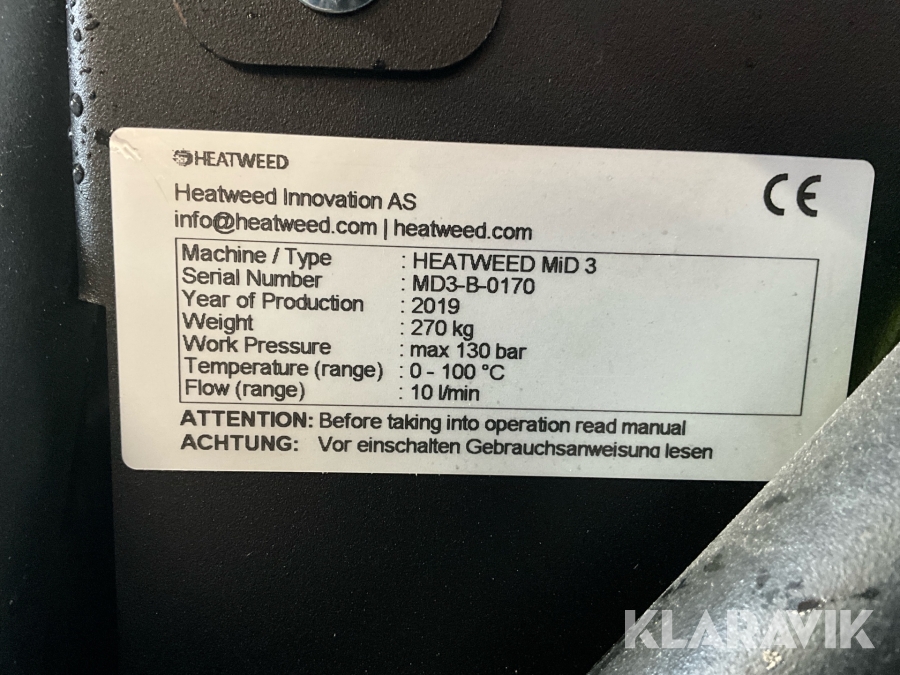 HEATWEED
CE
Heatweed Innovation AS
info@heatweed.com | heatweed.com
Machine / Type : HEATWEED MiD 3
Serial Number : MD3-B-0170
Year of Production : 2019
Weight : 270 kg
Work Pressure : max 130 bar
Temperature (range) : 0 - 100 °C
Flow (range) : 10 l/min
ATTENTION: Before taking into operation read manual
ACHTUNG: Vor einschalten Gebrauchsanweisung lesen
KLARAVIK